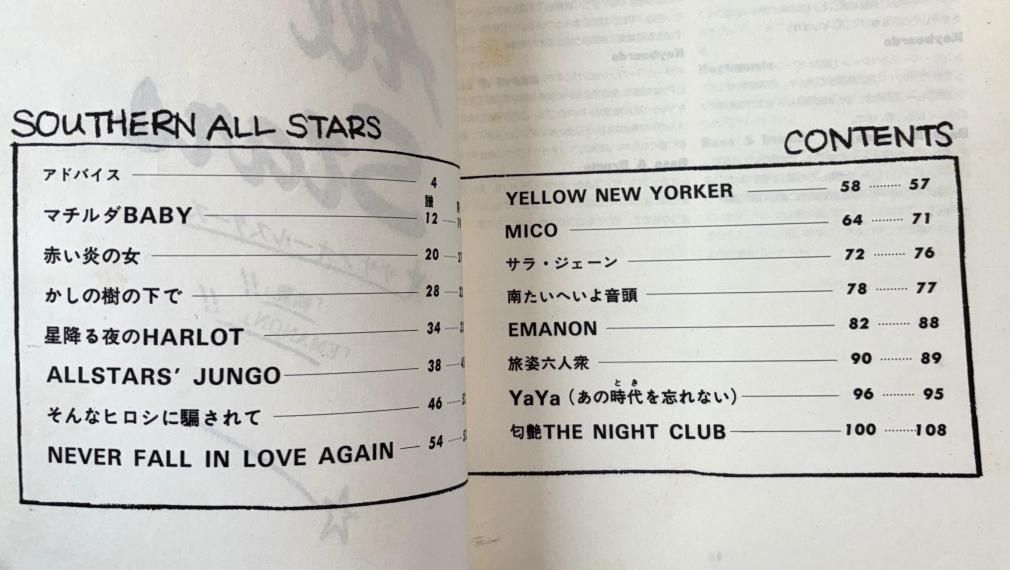 SOUTHERN ALL STARS
アドバイス 4
譜
マチルダBABY 12
赤い炎の女 20
かしの樹の下で 28
星降る夜のHARLOT 34
ALLSTARS' JUNGO 38
そんなヒロシに騙されて 46
NEVER FALL IN LOVE AGAIN 54
CONTENTS
YELLOW NEW YORKER 58 ........ 57
MICO 64 ........ 71
サラ・ジェーン 72 ........ 76
南たいへいよ音頭 78 ........ 77
EMANON 82 ........ 88
旅姿六人衆 90 ........ 89
YaYa（あの時代を忘れない） 96 ........ 95
とき
匂艶THE NIGHT CLUB 100 ........ 108